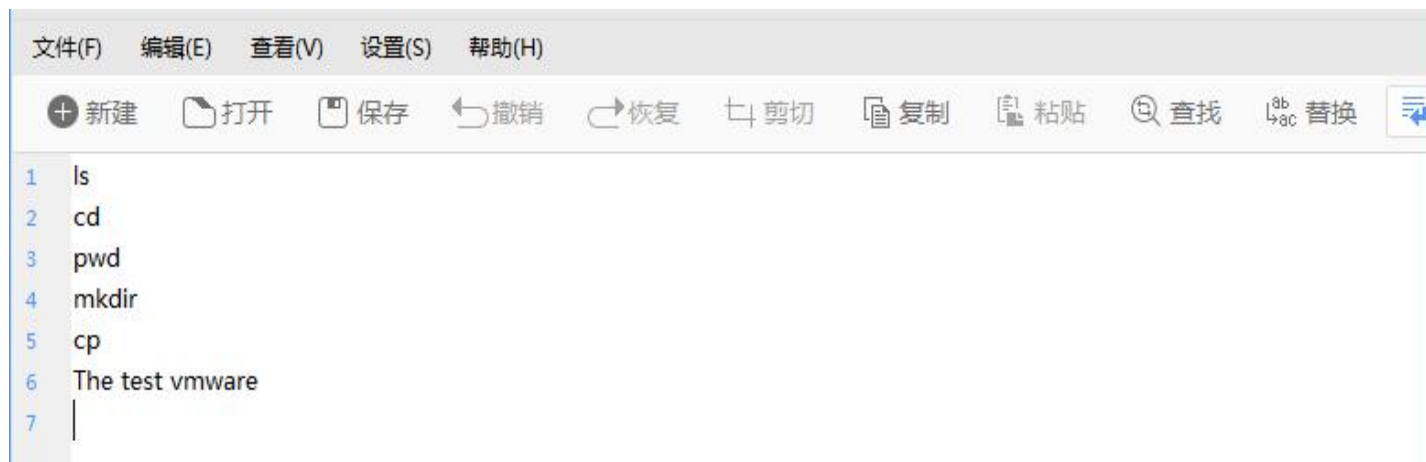 文件(F) 编辑(E) 查看(V) 设置(S) 帮助(H)
新建 打开 保存 撤销 恢复 剪切 复制 粘贴 查找 ab ac 替换
1 ls
2 cd
3 pwd
4 mkdir
5 cp
6 The test vmware
7